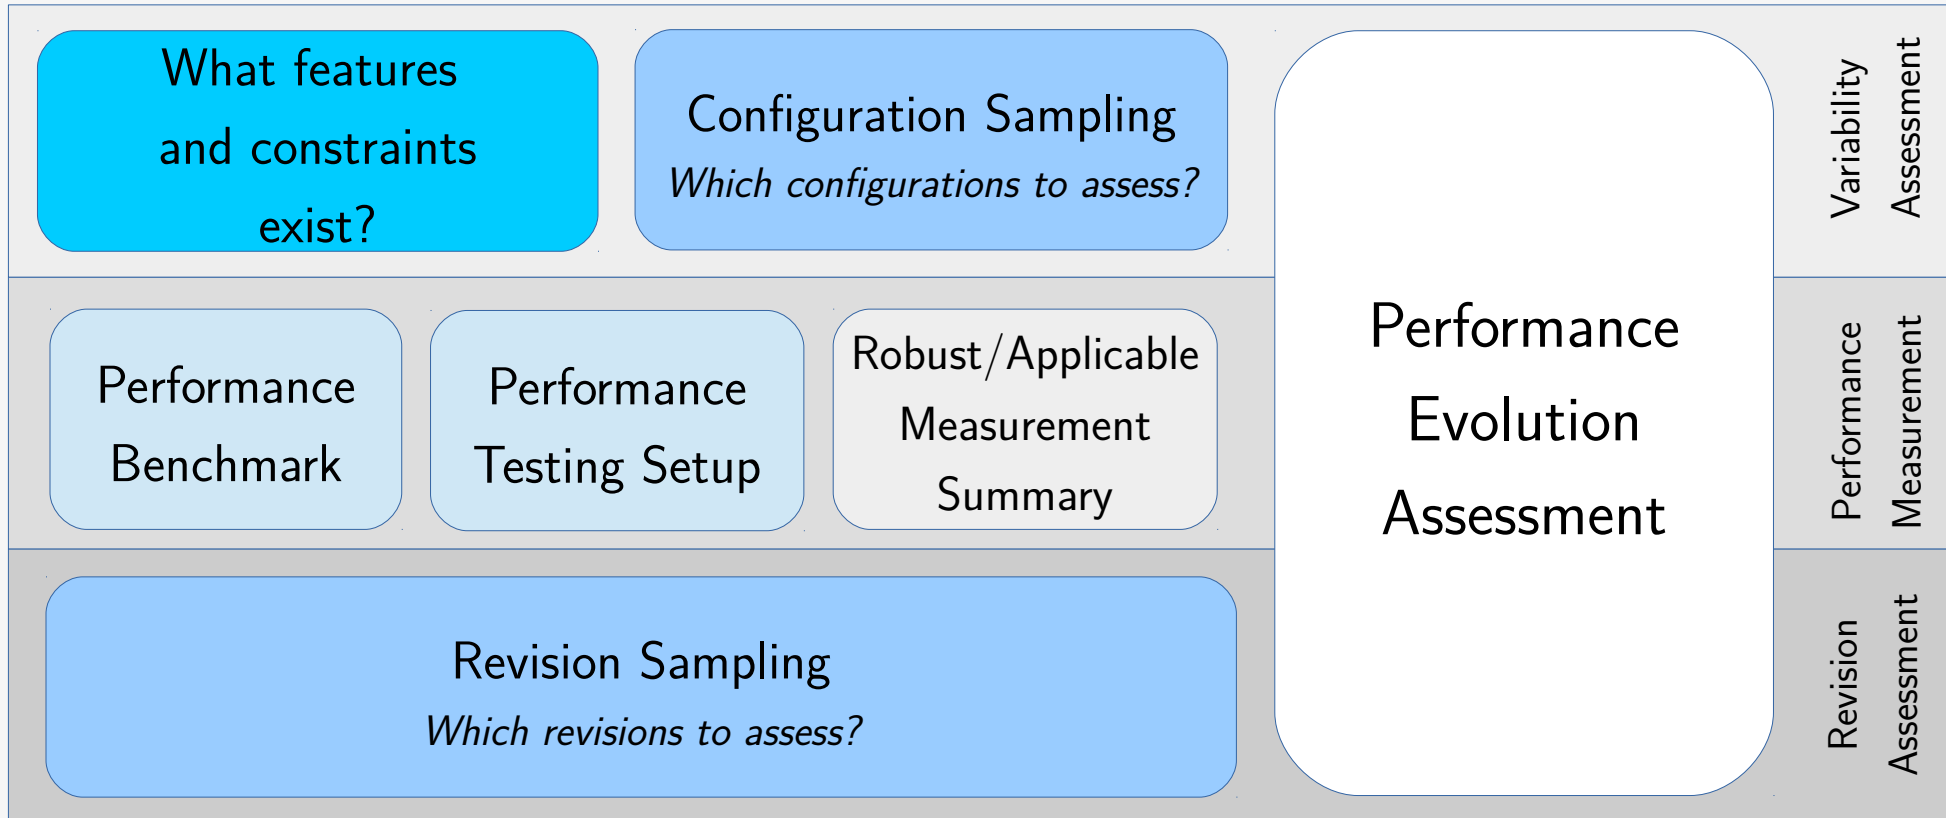 What features
and constraints
exist?
Configuration Sampling
Which configurations to assess?
Variability
Assessment
Performance
Benchmark
Performance
Testing Setup
Robust/Applicable
Measurement
Summary
Performance
Evolution
Assessment
Performance
Measurement
Revision Sampling
Which revisions to assess?
Revision
Assessment